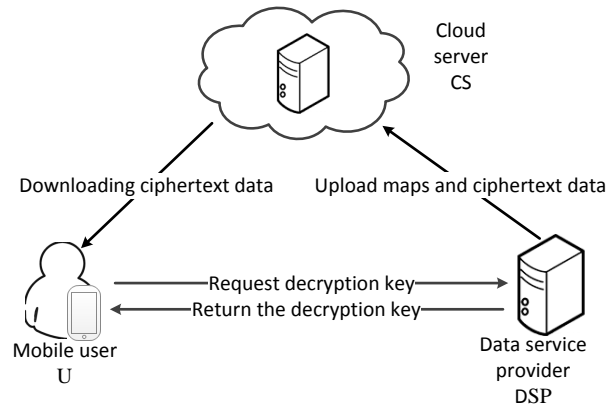 Cloud
server
CS
Downloading ciphertext data
Upload maps and ciphertext data
Request decryption key
Return the decryption key
Mobile user
U
Data service
provider
DSP